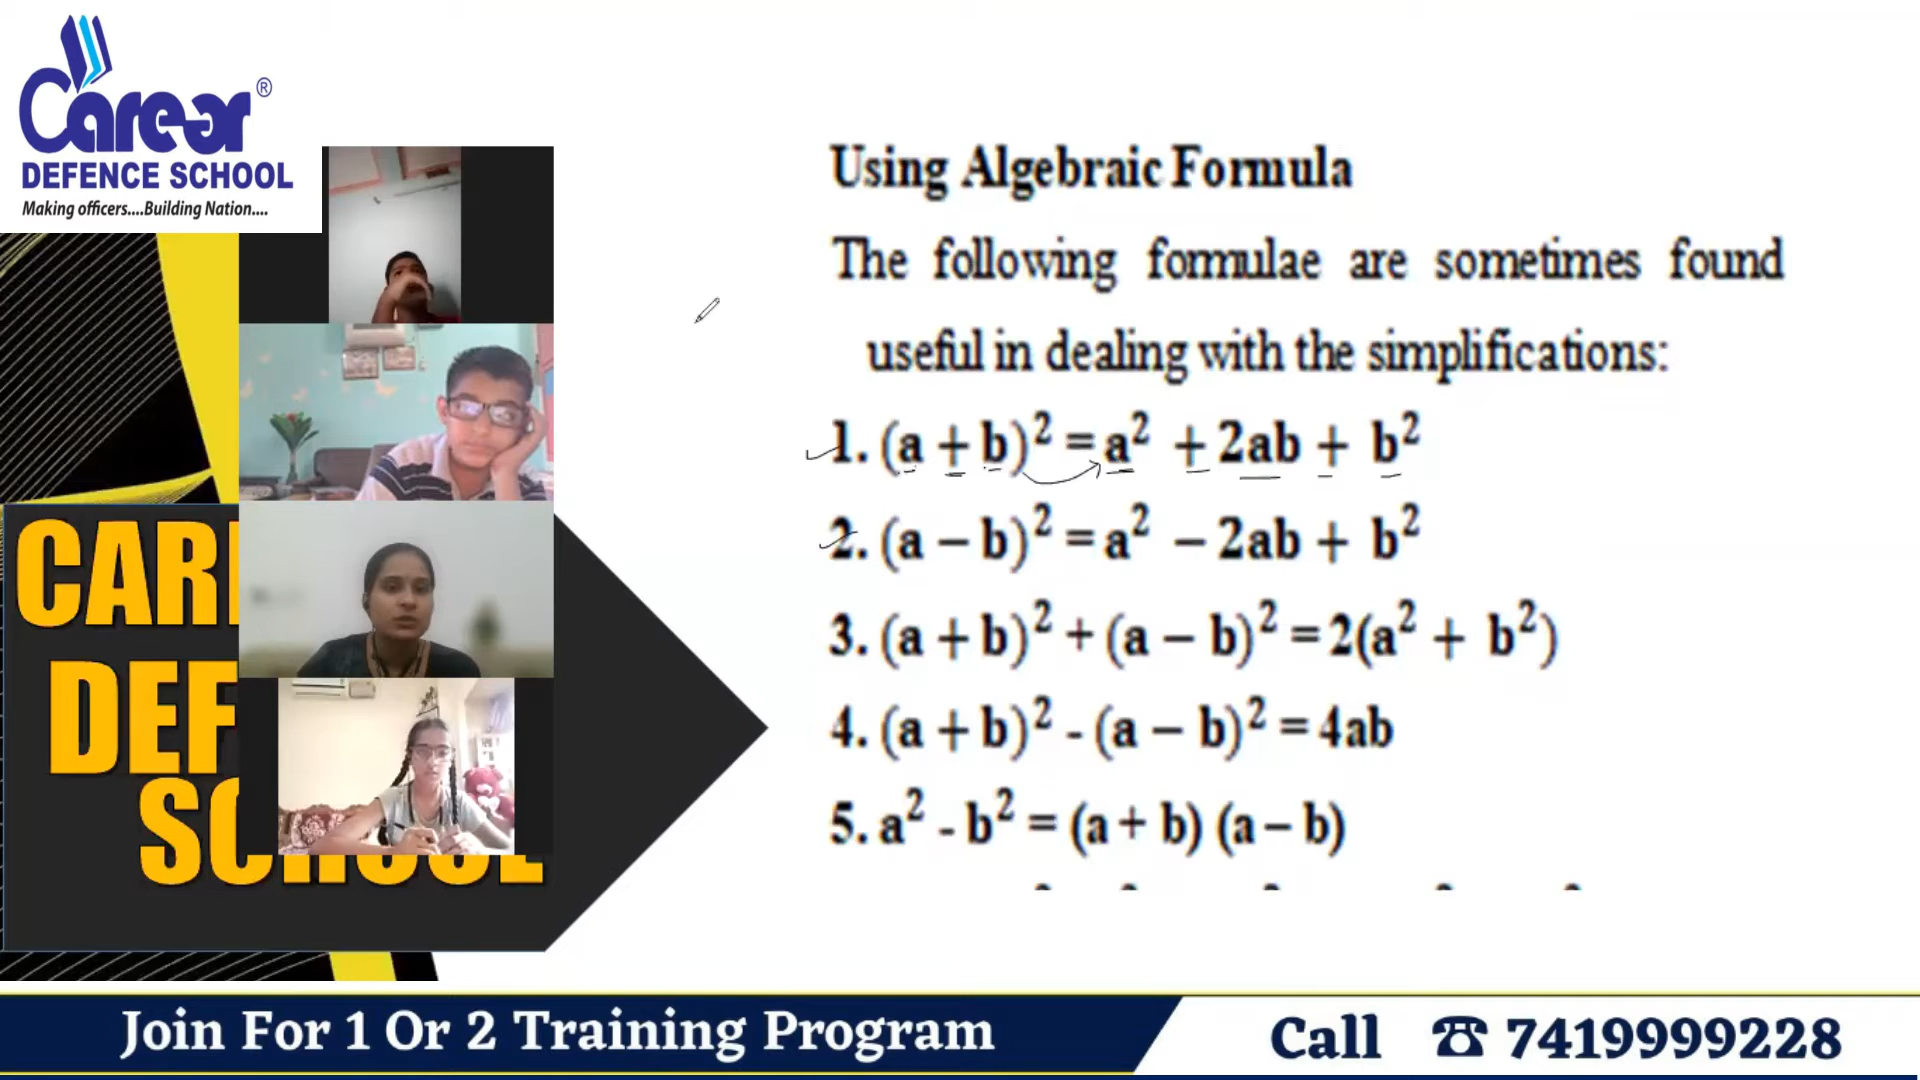 Carear®
DEFENCE SCHOOL
Making officers....Building Nation....
CAR
DEF
SCHOOL
Using Algebraic Formula
The following formulae are sometimes found
useful in dealing with the simplifications:
1. (a + b)² = a² + 2ab + b²
2. (a – b)² = a² – 2ab + b²
3. (a + b)² + (a – b)² = 2(a² + b²)
4. (a + b)² - (a – b)² = 4ab
5. a² - b² = (a + b) (a – b)
Join For 1 Or 2 Training Program
Call ☎ 7419999228